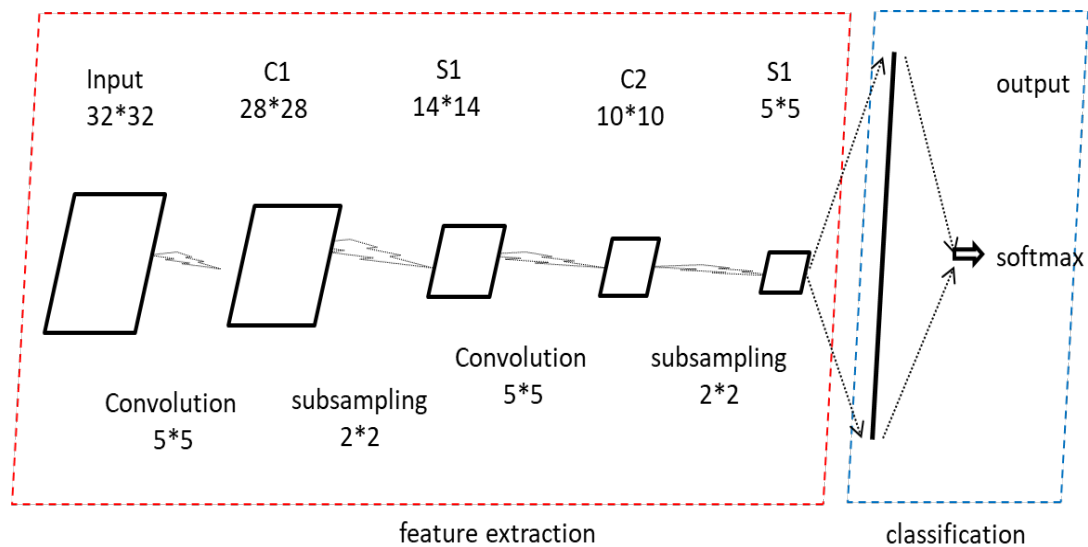 Input
32*32
C1
28*28
S1
14*14
C2
10*10
S1
5*5
output
softmax
Convolution
5*5
subsampling
2*2
Convolution
5*5
subsampling
2*2
feature extraction
classification